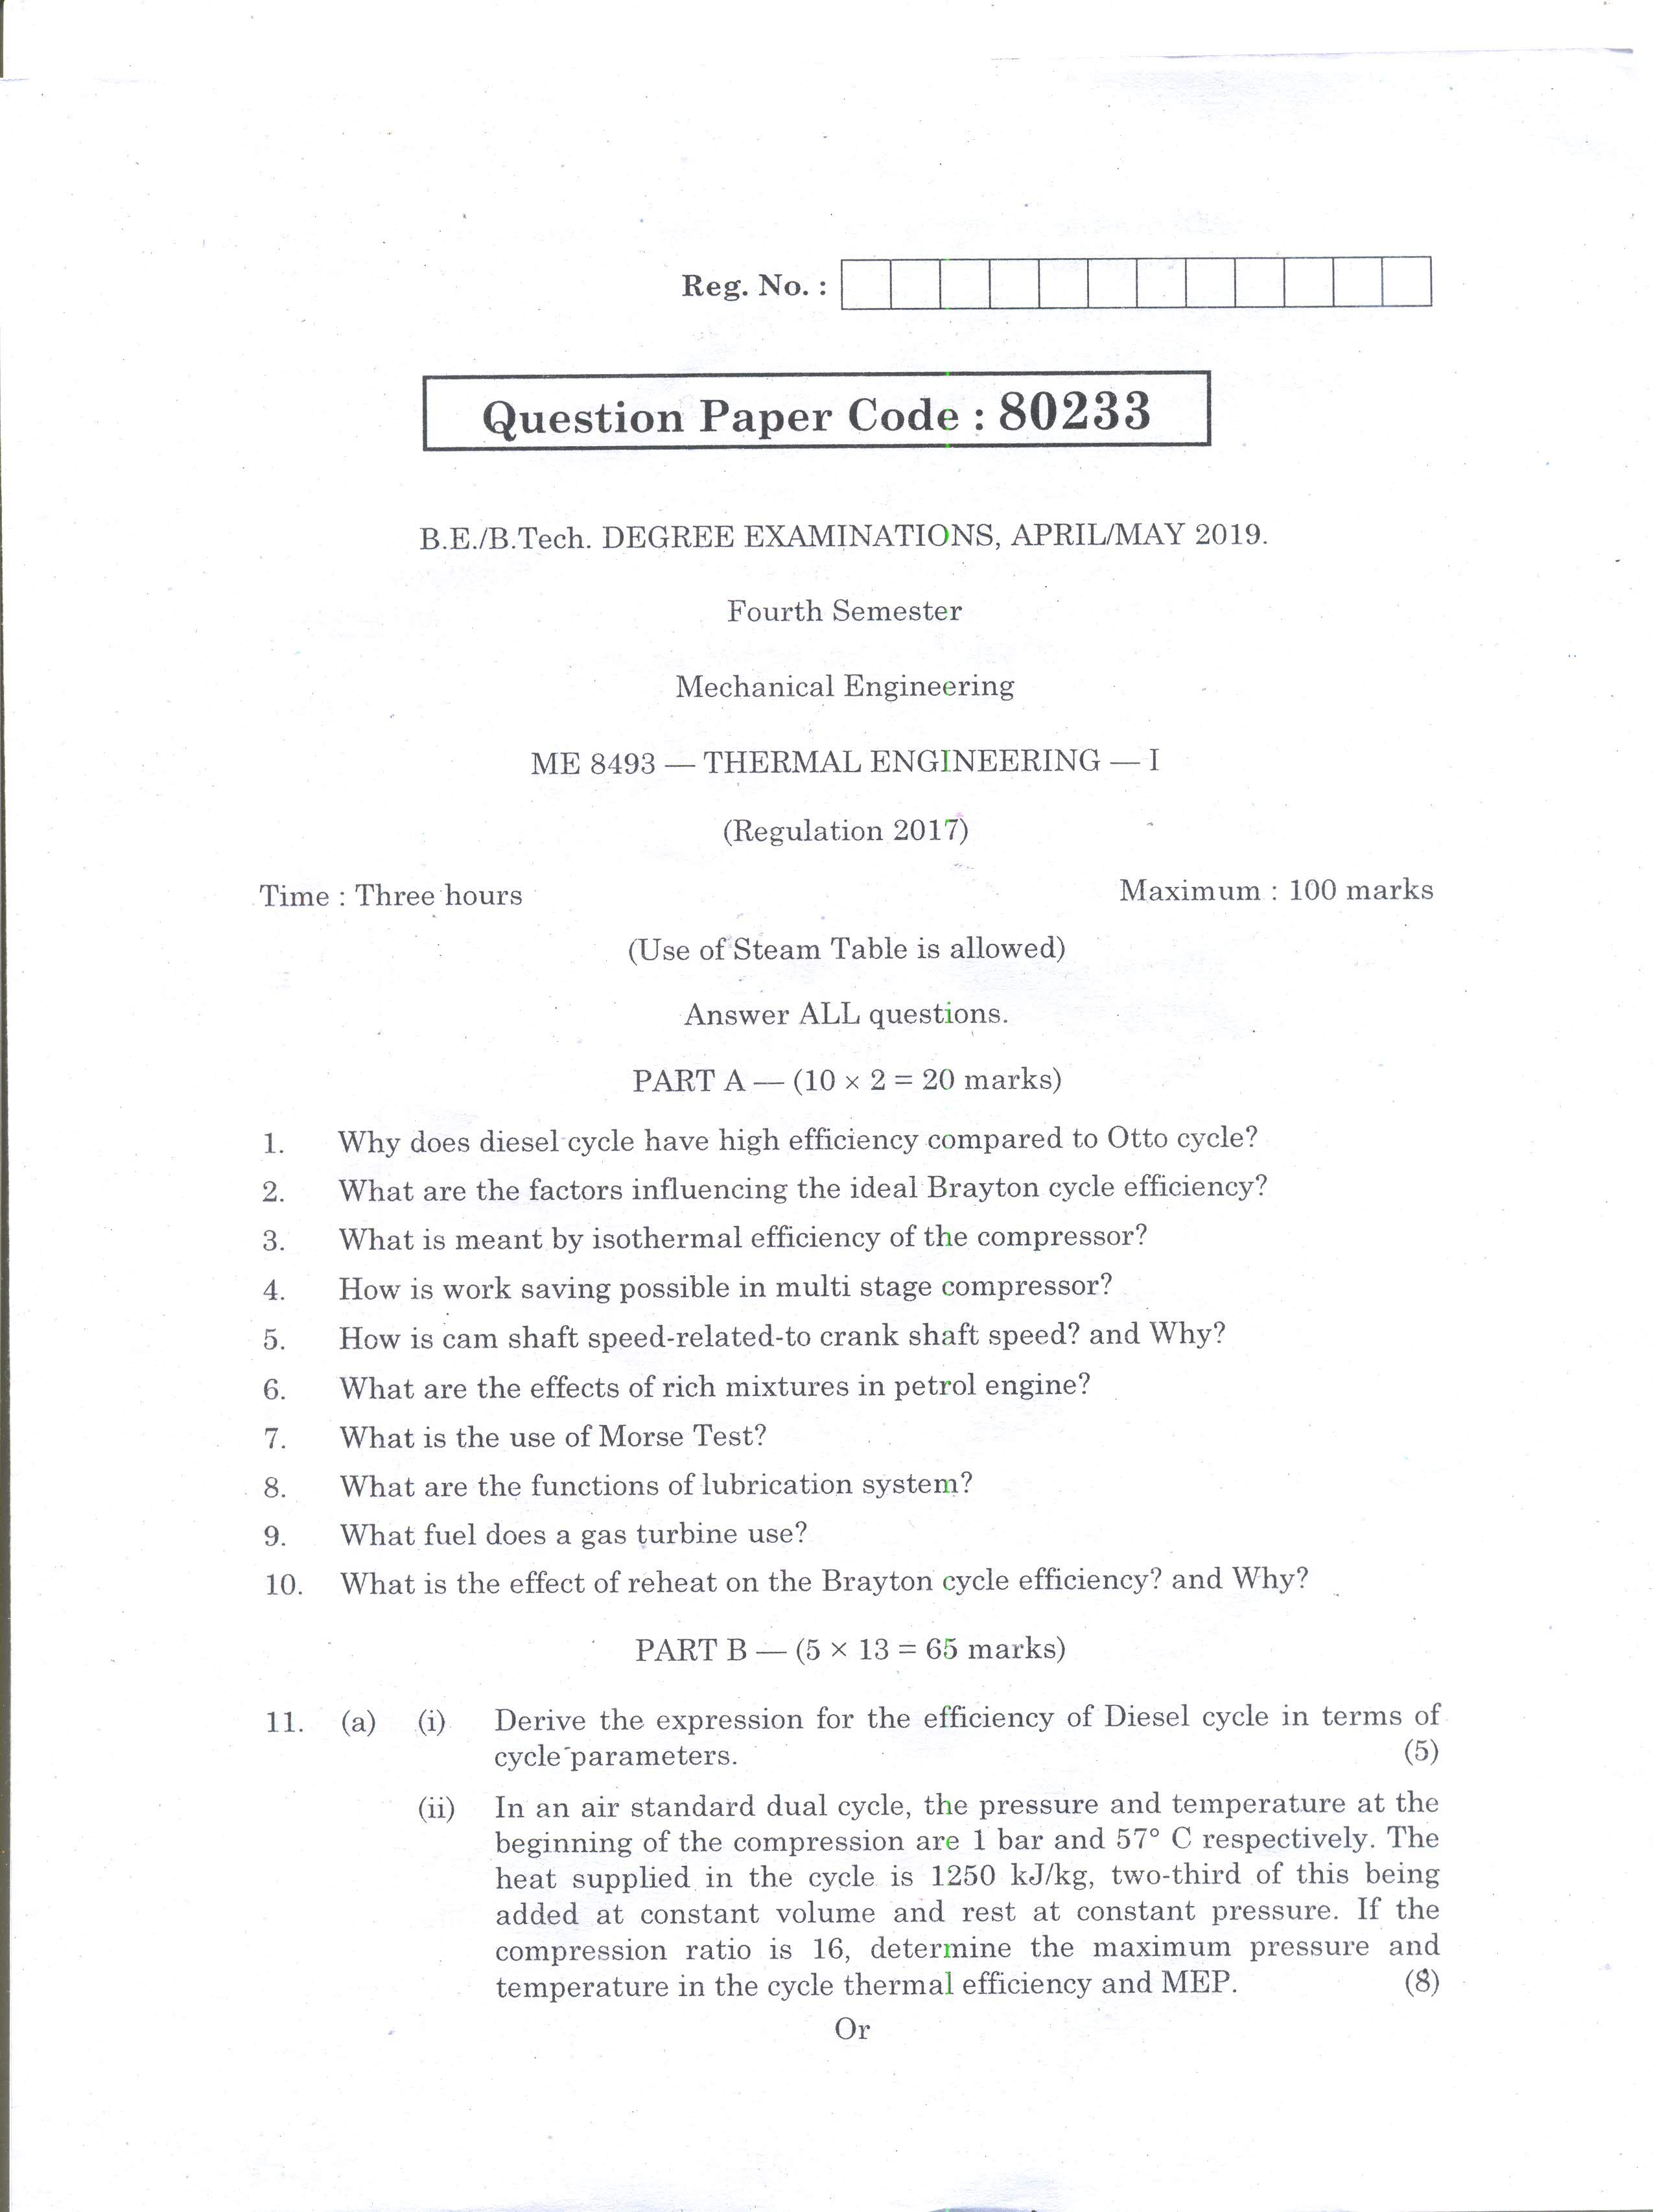 Reg. No. :
Question Paper Code : 80233
B.E./B.Tech. DEGREE EXAMINATIONS, APRIL/MAY 2019.
Fourth Semester
Mechanical Engineering
ME 8493 — THERMAL ENGINEERING — I
(Regulation 2017)
Time : Three hours Maximum : 100 marks
(Use of Steam Table is allowed)
Answer ALL questions.
PART A — (10 × 2 = 20 marks)
1. Why does diesel cycle have high efficiency compared to Otto cycle?
2. What are the factors influencing the ideal Brayton cycle efficiency?
3. What is meant by isothermal efficiency of the compressor?
4. How is work saving possible in multi stage compressor?
5. How is cam shaft speed-related-to crank shaft speed? and Why?
6. What are the effects of rich mixtures in petrol engine?
7. What is the use of Morse Test?
8. What are the functions of lubrication system?
9. What fuel does a gas turbine use?
10. What is the effect of reheat on the Brayton cycle efficiency? and Why?
PART B — (5 × 13 = 65 marks)
11. (a) (i) Derive the expression for the efficiency of Diesel cycle in terms of
cycle parameters. (5)
(ii) In an air standard dual cycle, the pressure and temperature at the
beginning of the compression are 1 bar and 57° C respectively. The
heat supplied in the cycle is 1250 kJ/kg, two-third of this being
added at constant volume and rest at constant pressure. If the
compression ratio is 16, determine the maximum pressure and
temperature in the cycle thermal efficiency and MEP. (8)
Or